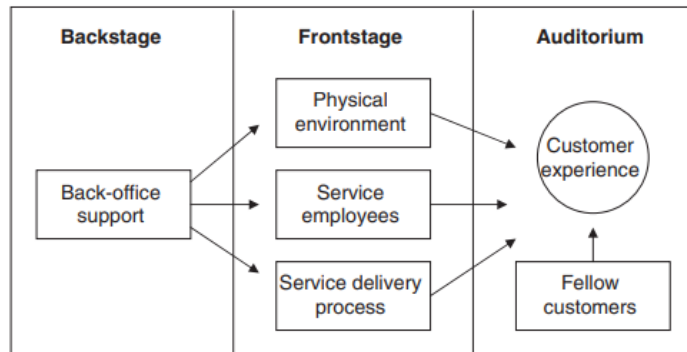 Backstage
Frontstage
Auditorium
Physical
environment
Customer
experience
Back-office
support
Service
employees
Service delivery
process
Fellow
customers